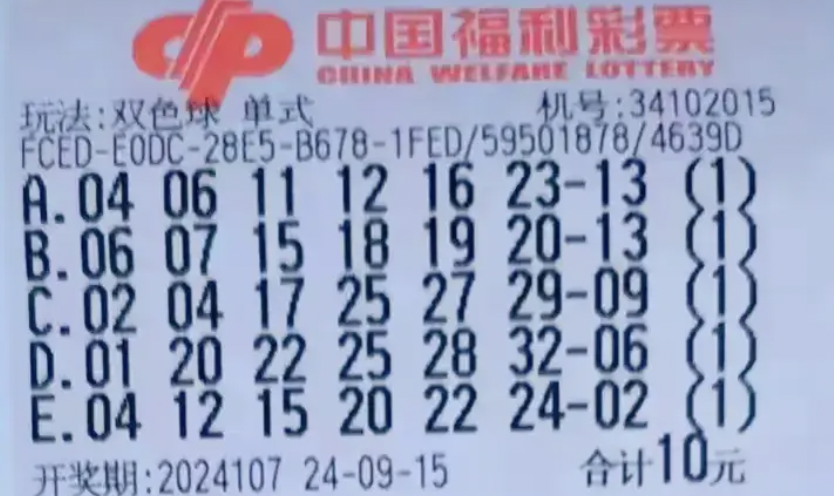 中国福利彩票
CHINA WELFARE LOTTERY
玩法:双色球 单式 机号:34102015
FCED-E0DC-28E5-B678-1FED/59501878/4639D
A.04 06 11 12 16 23-13 (1)
B.06 07 15 18 19 20-13 (1)
C.02 04 17 25 27 29-09 (1)
D.01 20 22 25 28 32-06 (1)
E.04 12 15 20 22 24-02 (1)
开奖期:2024107 24-09-15 合计10元